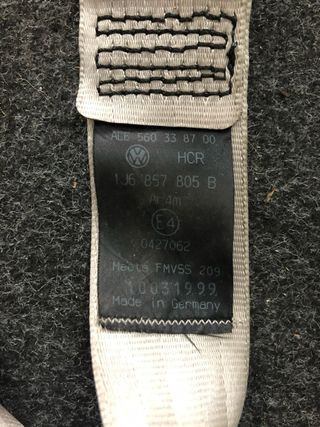 ALB 560 33 87 00
VW HCR
1J6 857 805 B
Ar4m
E4
0427062
Meets FMVSS 209
10031999
Made in Germany